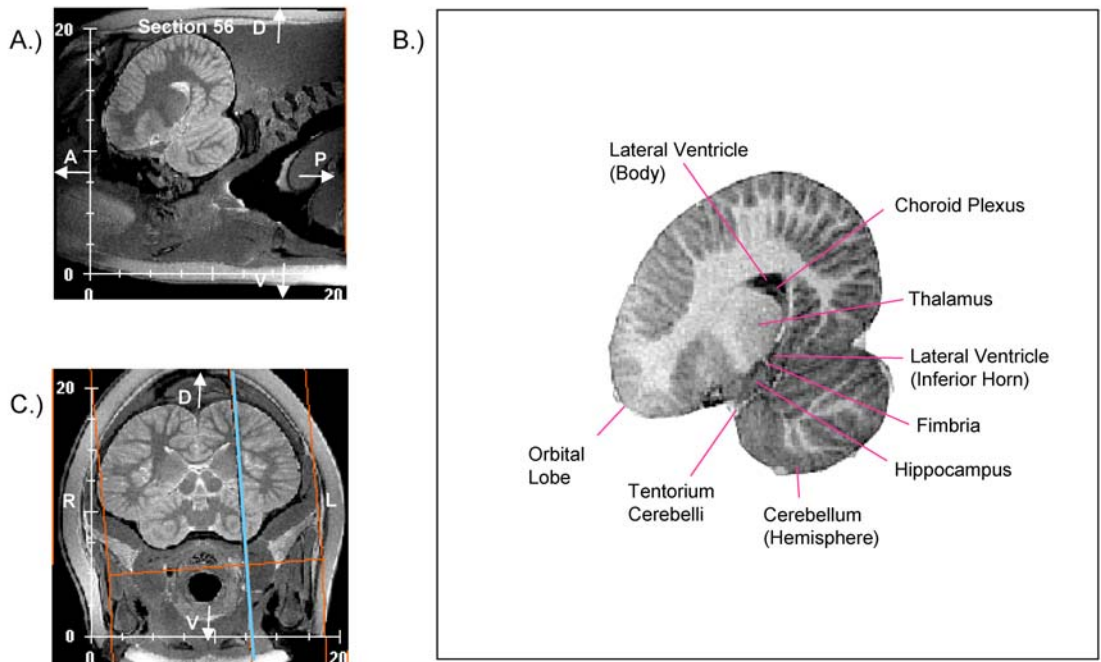 A.)
20
Section 56
D
A
P
0
V
0
20
B.)
Lateral Ventricle
(Body)
Choroid Plexus
Thalamus
Lateral Ventricle
(Inferior Horn)
Fimbria
Hippocampus
Orbital
Lobe
Tentorium
Cerebelli
Cerebellum
(Hemisphere)
C.)
20
D
R
L
V
0
0
20